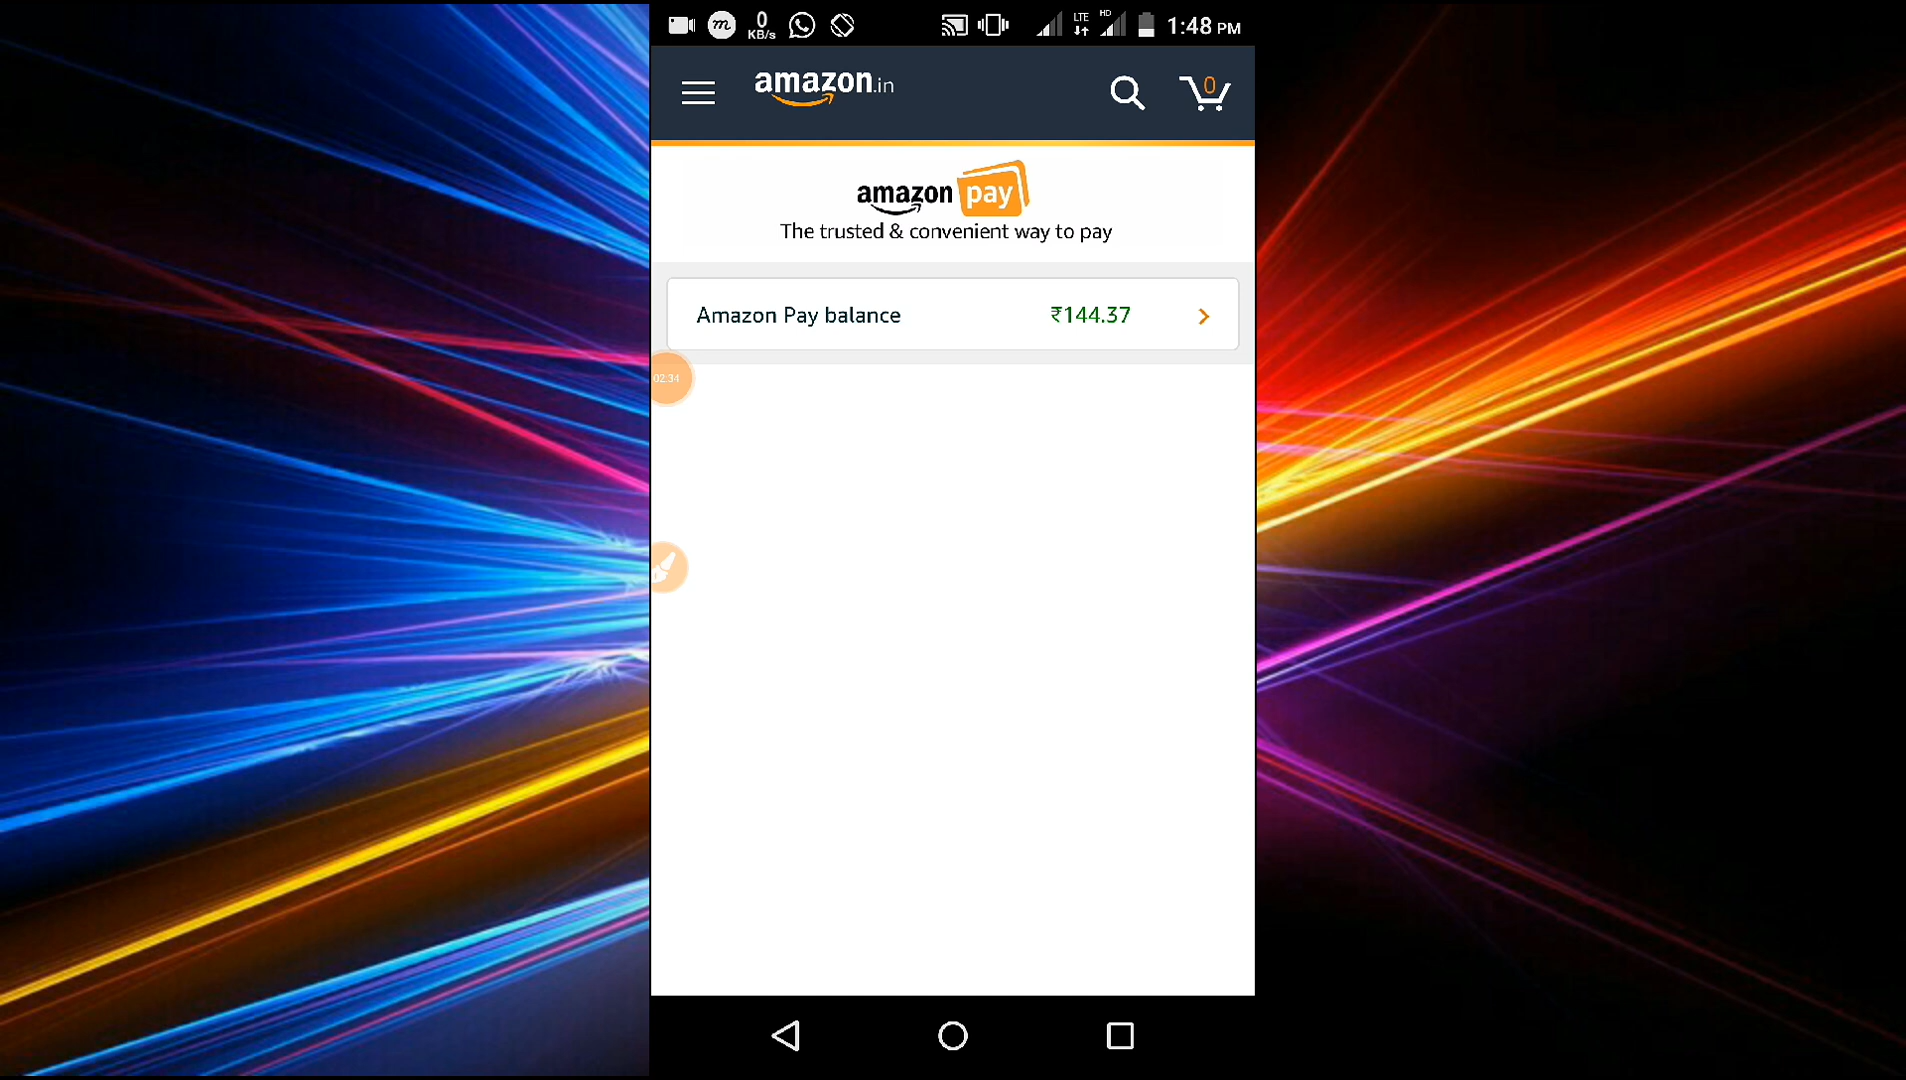 m 0 KB/s LTE HD 1:48 PM
amazon.in 0
amazon pay
The trusted & convenient way to pay
Amazon Pay balance ₹144.37
02:34